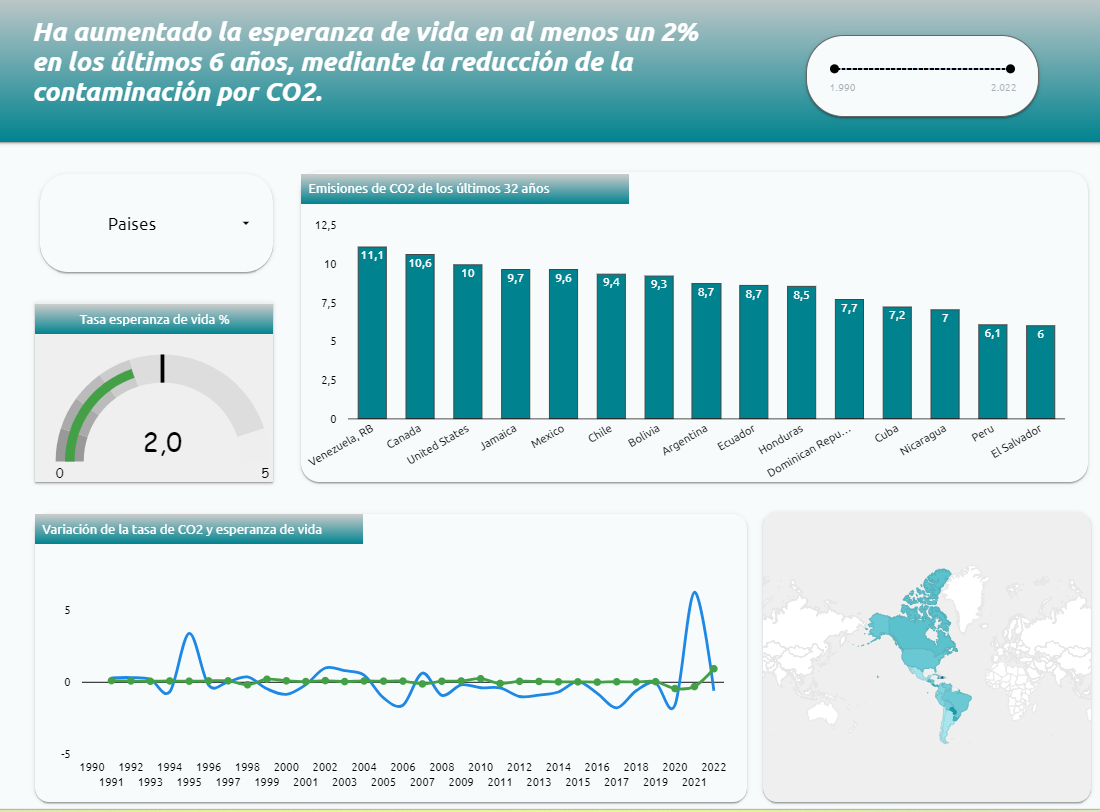 Ha aumentado la esperanza de vida en al menos un 2%
en los últimos 6 años, mediante la reducción de la
contaminación por CO2.
1.990 2.022
Paises
Emisiones de CO2 de los últimos 32 años
12,5
10
7,5
5
2,5
0
11,1 10,6 10 9,7 9,6 9,4 9,3 8,7 8,7 8,5 7,7 7,2 7 6,1 6
Venezuela, RB Canada United States Jamaica Mexico Chile Bolivia Argentina Ecuador Honduras Dominican Repu... Cuba Nicaragua Peru El Salvador
Tasa esperanza de vida %
2,0
0 5
Variación de la tasa de CO2 y esperanza de vida
5
0
-5
1990 1992 1994 1996 1998 2000 2002 2004 2006 2008 2010 2012 2014 2016 2018 2020 2022
1991 1993 1995 1997 1999 2001 2003 2005 2007 2009 2011 2013 2015 2017 2019 2021